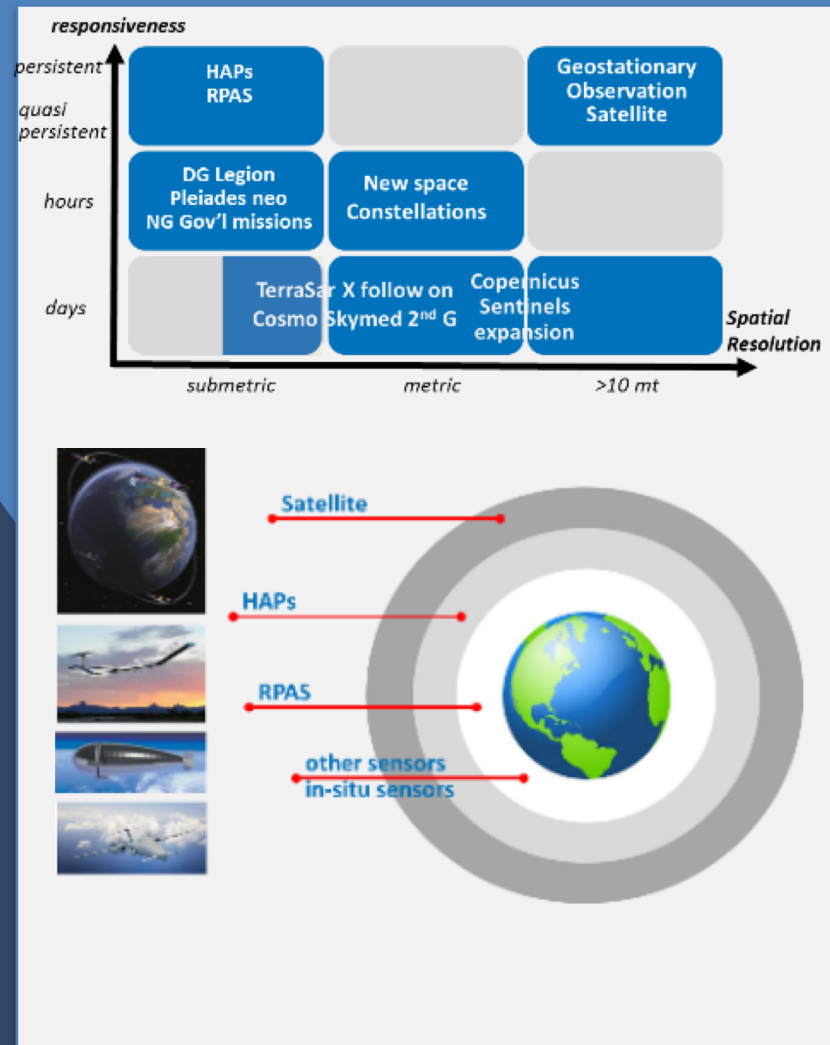 responsiveness
persistent
quasi
persistent
HAPs
RPAS
Geostationary
Observation
Satellite
hours
DG Legion
Pleiades neo
NG Gov'l missions
New space
Constellations
days
TerraSar X follow on
Cosmo Skymed 2nd G
Copernicus
Sentinels
expansion
Spatial
Resolution
submetric
metric
>10 mt
Satellite
HAPs
RPAS
other sensors
in-situ sensors